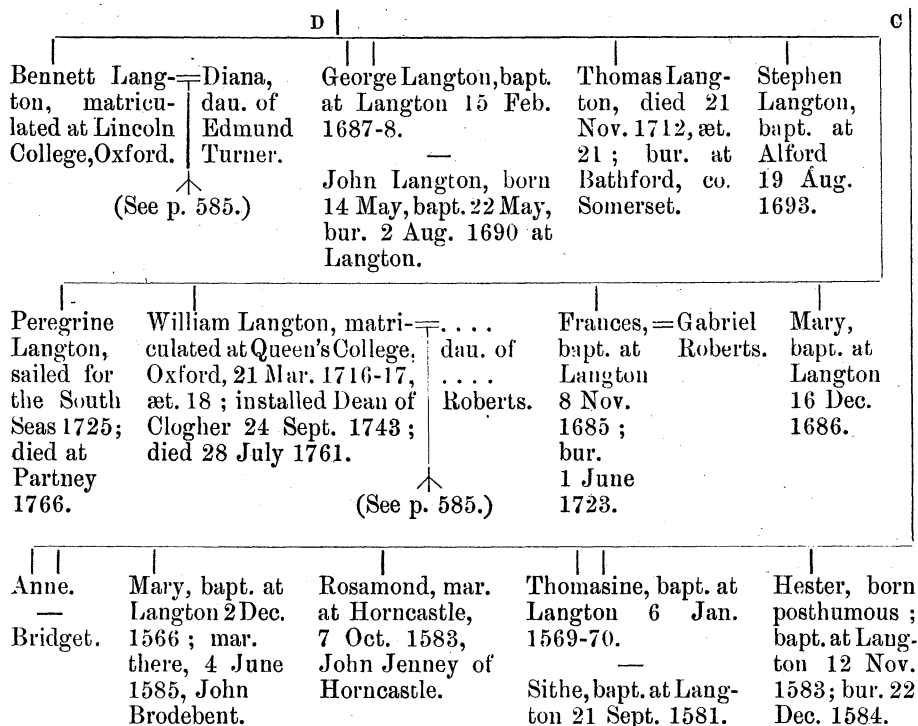 D
C
Bennett Lang-
ton, matricu-
lated at Lincoln
College, Oxford.
=
Diana,
dau. of
Edmund
Turner.
(See p. 585.)
George Langton, bapt.
at Langton 15 Feb.
1687-8.
—
John Langton, born
14 May, bapt. 22 May,
bur. 2 Aug. 1690 at
Langton.
Thomas Lang-
ton, died 21
Nov. 1712, æt.
21 ; bur. at
Bathford, co.
Somerset.
Stephen
Langton,
bapt. at
Alford
19 Aug.
1693.
Peregrine
Langton,
sailed for
the South
Seas 1725;
died at
Partney
1766.
William Langton, matri-
culated at Queen's College,
Oxford, 21 Mar. 1716-17,
æt. 18 ; installed Dean of
Clogher 24 Sept. 1743 ;
died 28 July 1761.
=
. . . .
dau. of
. . . .
Roberts.
(See p. 585.)
Frances,
bapt. at
Langton
8 Nov.
1685 ;
bur.
1 June
1723.
=
Gabriel
Roberts.
Mary,
bapt. at
Langton
16 Dec.
1686.
Anne.
—
Bridget.
Mary, bapt. at
Langton 2 Dec.
1566 ; mar.
there, 4 June
1585, John
Brodebent.
Rosamond, mar.
at Horncastle,
7 Oct. 1583,
John Jenney of
Horncastle.
Thomasine, bapt. at
Langton 6 Jan.
1569-70.
—
Sithe, bapt. at Lang-
ton 21 Sept. 1581.
Hester, born
posthumous ;
bapt. at Lang-
ton 12 Nov.
1583; bur. 22
Dec. 1584.